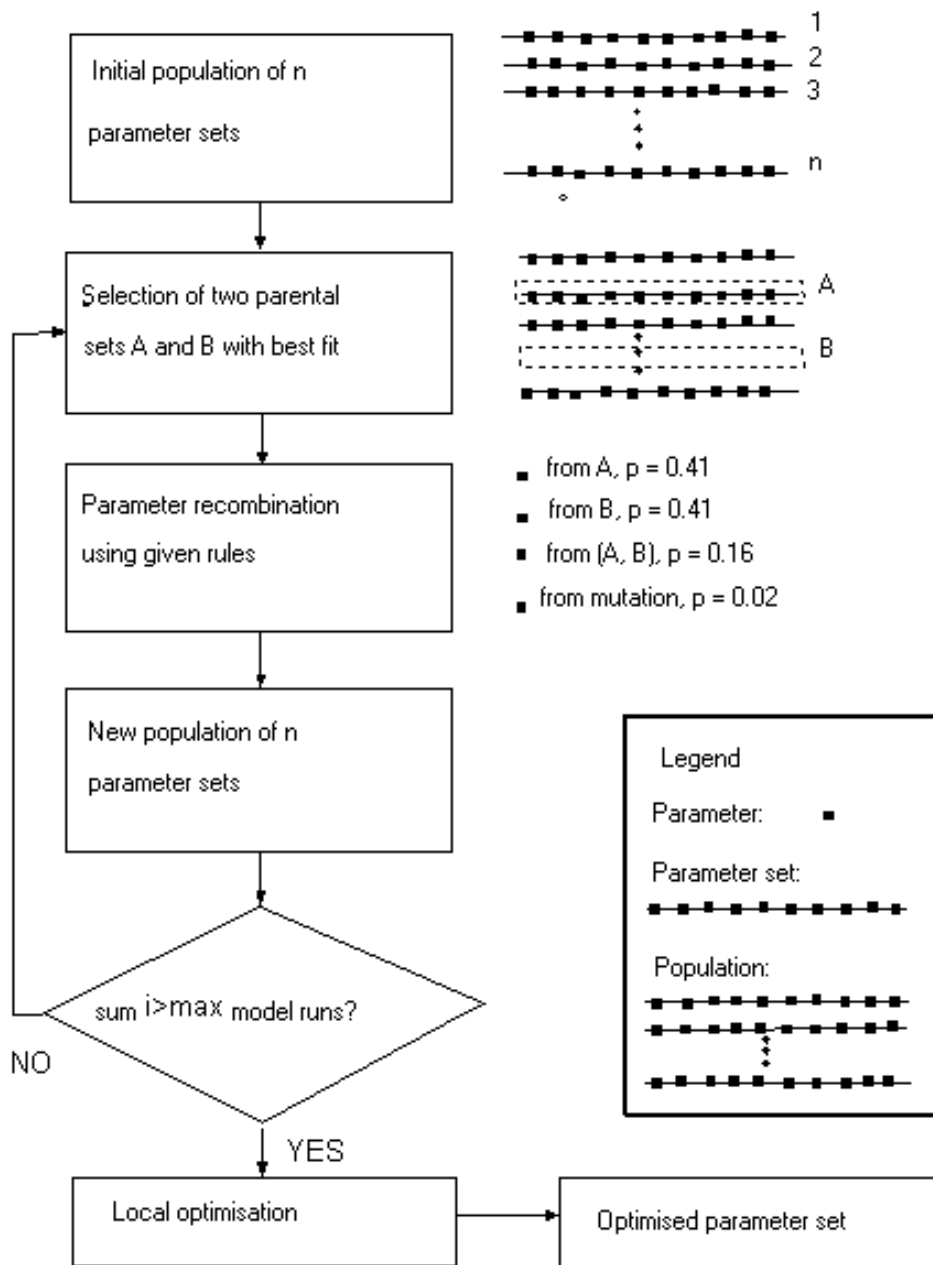 Initial population of n
parameter sets
1
2
3
n
Selection of two parental
sets A and B with best fit
A
B
Parameter recombination
using given rules
from A, p = 0.41
from B, p = 0.41
from (A, B), p = 0.16
from mutation, p = 0.02
New population of n
parameter sets
Legend
Parameter:
Parameter set:
Population:
sum i>max model runs?
NO
YES
Local optimisation
Optimised parameter set